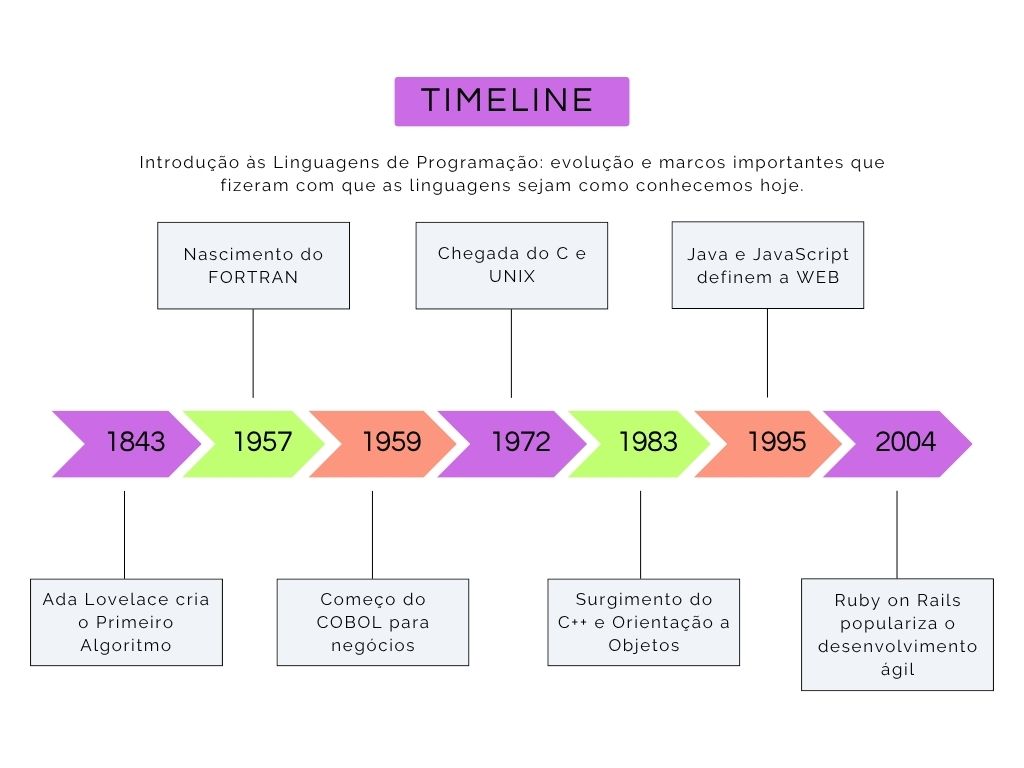 TIMELINE
Introdução às Linguagens de Programação: evolução e marcos importantes que
fizeram com que as linguagens sejam como conhecemos hoje.
Nascimento do
FORTRAN
Chegada do C e
UNIX
Java e JavaScript
definem a WEB
1843
1957
1959
1972
1983
1995
2004
Ada Lovelace cria
o Primeiro
Algoritmo
Começo do
COBOL para
negócios
Surgimento do
C++ e Orientação a
Objetos
Ruby on Rails
populariza o
desenvolvimento
ágil